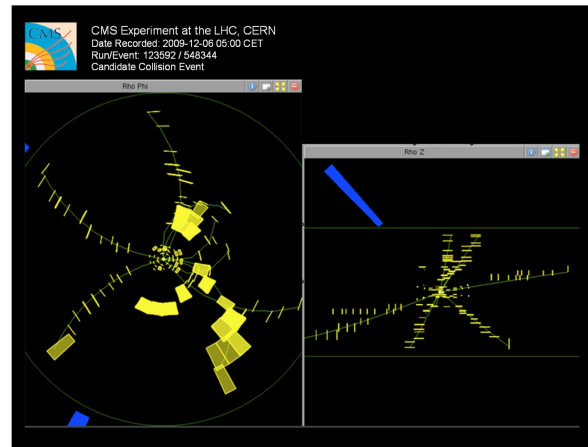 CMS
CMS Experiment at the LHC, CERN
Date Recorded: 2009-12-06 05:00 CET
Run/Event: 123592 / 548344
Candidate Collision Event
Rho Phi
Rho Z